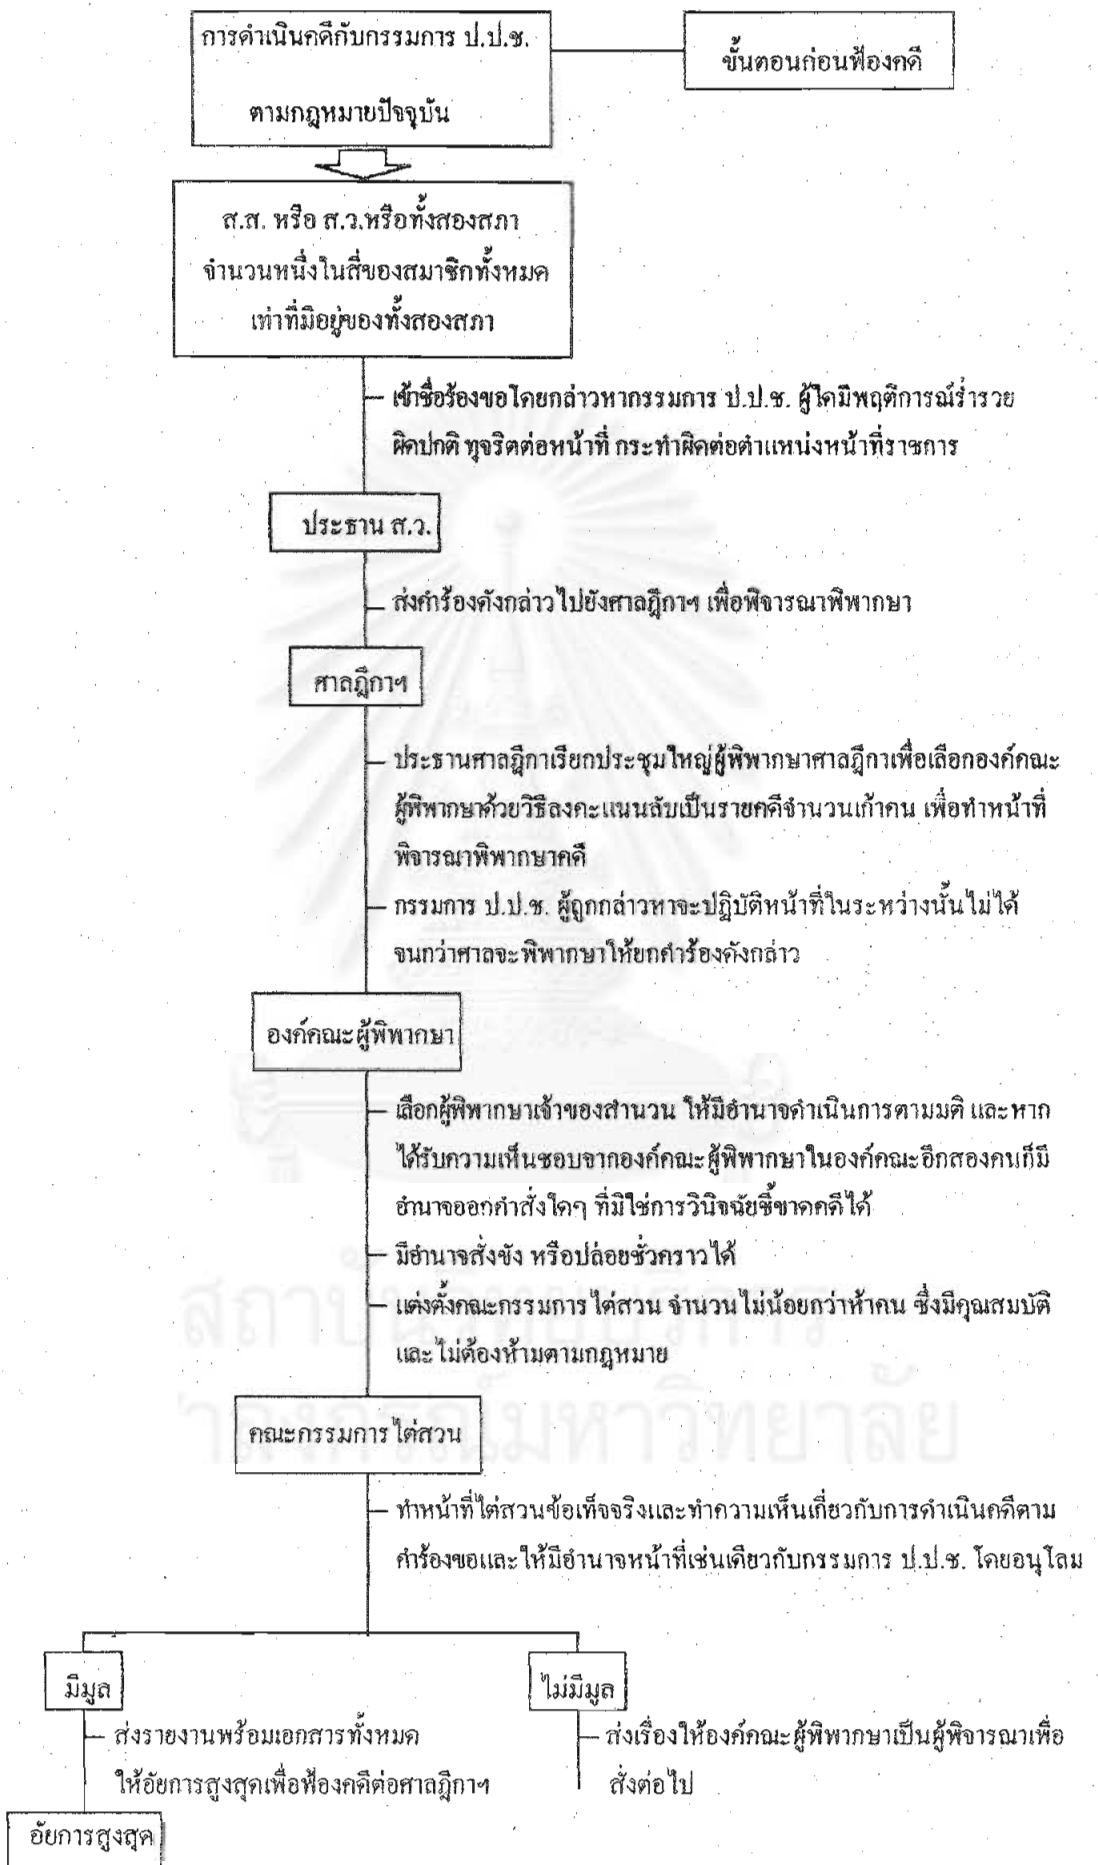 การดำเนินคดีกับกรรมการ ป.ป.ช.
ตามกฎหมายปัจจุบัน
ขั้นตอนก่อนฟ้องคดี
ส.ส. หรือ ส.ว.หรือทั้งสองสภา
จำนวนหนึ่งในสี่ของสมาชิกทั้งหมด
เท่าที่มีอยู่ของทั้งสองสภา
เข้าชื่อร้องขอโดยกล่าวหากรรมการ ป.ป.ช. ผู้ใดมีพฤติการณ์ร่ำรวย
ผิดปกติ ทุจริตต่อหน้าที่ กระทำผิดต่อตำแหน่งหน้าที่ราชการ
ประธาน ส.ว.
ส่งคำร้องดังกล่าวไปยังศาลฎีกาฯ เพื่อพิจารณาพิพากษา
ศาลฎีกาฯ
ประธานศาลฎีกาเรียกประชุมใหญ่ผู้พิพากษาศาลฎีกาเพื่อเลือกองค์คณะ
ผู้พิพากษาด้วยวิธีลงคะแนนลับเป็นรายคดีจำนวนเก้าคน เพื่อทำหน้าที่
พิจารณาพิพากษาคดี
กรรมการ ป.ป.ช. ผู้ถูกกล่าวหาจะปฏิบัติหน้าที่ในระหว่างนั้นไม่ได้
จนกว่าศาลจะพิพากษาให้ยกคำร้องดังกล่าว
องค์คณะผู้พิพากษา
เลือกผู้พิพากษาเจ้าของสำนวน ให้มีอำนาจดำเนินการตามมติ และหาก
ได้รับความเห็นชอบจากองค์คณะผู้พิพากษาในองค์คณะอีกสองคนก็มี
อำนาจออกคำสั่งใดๆ ที่มิใช่การวินิจฉัยชี้ขาดคดีได้
มีอำนาจสั่งขัง หรือปล่อยชั่วคราวได้
แต่งตั้งคณะกรรมการไต่สวน จำนวนไม่น้อยกว่าห้าคน ซึ่งมีคุณสมบัติ
และไม่ต้องห้ามตามกฎหมาย
สถาบันวิทยบริการ
จุฬาลงกรณ์มหาวิทยาลัย
คณะกรรมการไต่สวน
ทำหน้าที่ไต่สวนข้อเท็จจริงและทำความเห็นเกี่ยวกับการดำเนินคดีตาม
คำร้องขอและให้มีอำนาจหน้าที่เช่นเดียวกับกรรมการ ป.ป.ช. โดยอนุโลม
มีมูล
ไม่มีมูล
ส่งรายงานพร้อมเอกสารทั้งหมด
ให้อัยการสูงสุดเพื่อฟ้องคดีต่อศาลฎีกาฯ
ส่งเรื่องให้องค์คณะผู้พิพากษาเป็นผู้พิจารณาเพื่อ
สั่งต่อไป
อัยการสูงสุด